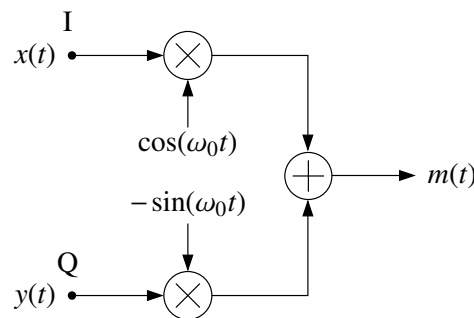 I
x(t)
cos(ω₀t)
m(t)
− sin(ω₀t)
Q
y(t)